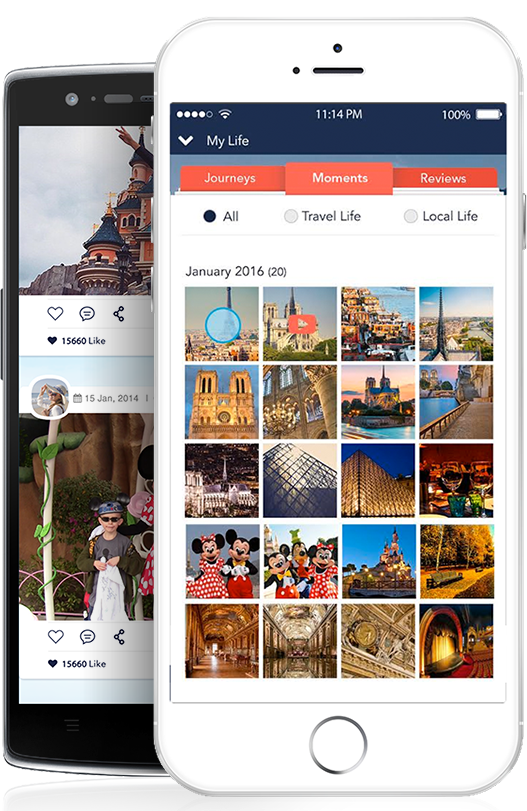 11:14 PM 100%
My Life
Journeys Moments Reviews
All Travel Life Local Life
January 2016 (20)
15660 Like
15 Jan, 2014 |
15660 Like